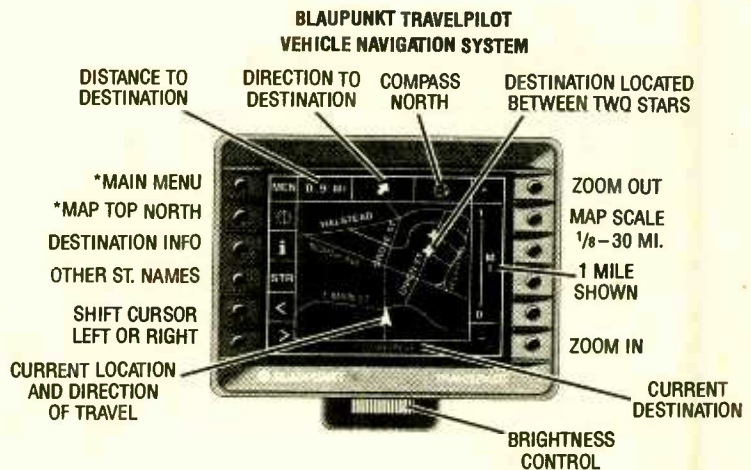 BLAUPUNKT TRAVELPILOT
VEHICLE NAVIGATION SYSTEM
DISTANCE TO
DESTINATION
DIRECTION TO
DESTINATION
COMPASS
NORTH
DESTINATION LOCATED
BETWEEN TWO STARS
*MAIN MENU
*MAP TOP NORTH
DESTINATION INFO
OTHER ST. NAMES
SHIFT CURSOR
LEFT OR RIGHT
CURRENT LOCATION
AND DIRECTION
OF TRAVEL
MEN
0.9 MI
HALSTEAD
i
STR
<
>
1
M
I
0
ZOOM OUT
MAP SCALE
1/8–30 MI.
1 MILE
SHOWN
ZOOM IN
CURRENT
DESTINATION
BRIGHTNESS
CONTROL